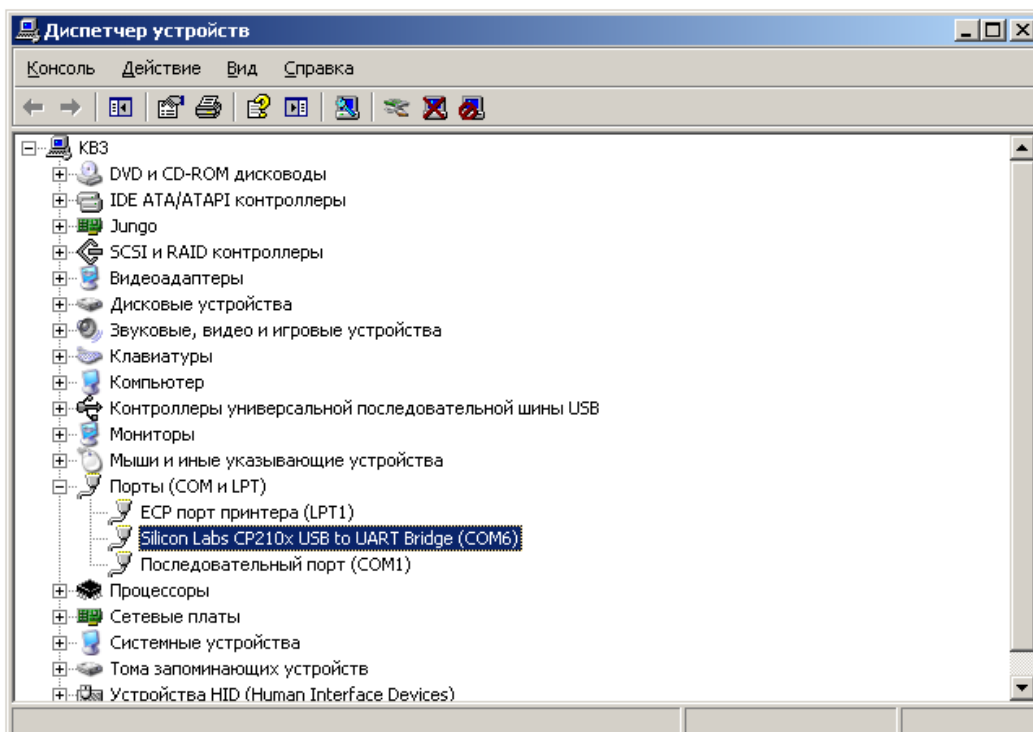 Диспетчер устройств
Консоль Действие Вид Справка
КВ3
DVD и CD-ROM дисководы
IDE ATA/ATAPI контроллеры
Jungo
SCSI и RAID контроллеры
Видеоадаптеры
Дисковые устройства
Звуковые, видео и игровые устройства
Клавиатуры
Компьютер
Контроллеры универсальной последовательной шины USB
Мониторы
Мыши и иные указывающие устройства
Порты (COM и LPT)
ECP порт принтера (LPT1)
Silicon Labs CP210x USB to UART Bridge (COM6)
Последовательный порт (COM1)
Процессоры
Сетевые платы
Системные устройства
Тома запоминающих устройств
Устройства HID (Human Interface Devices)